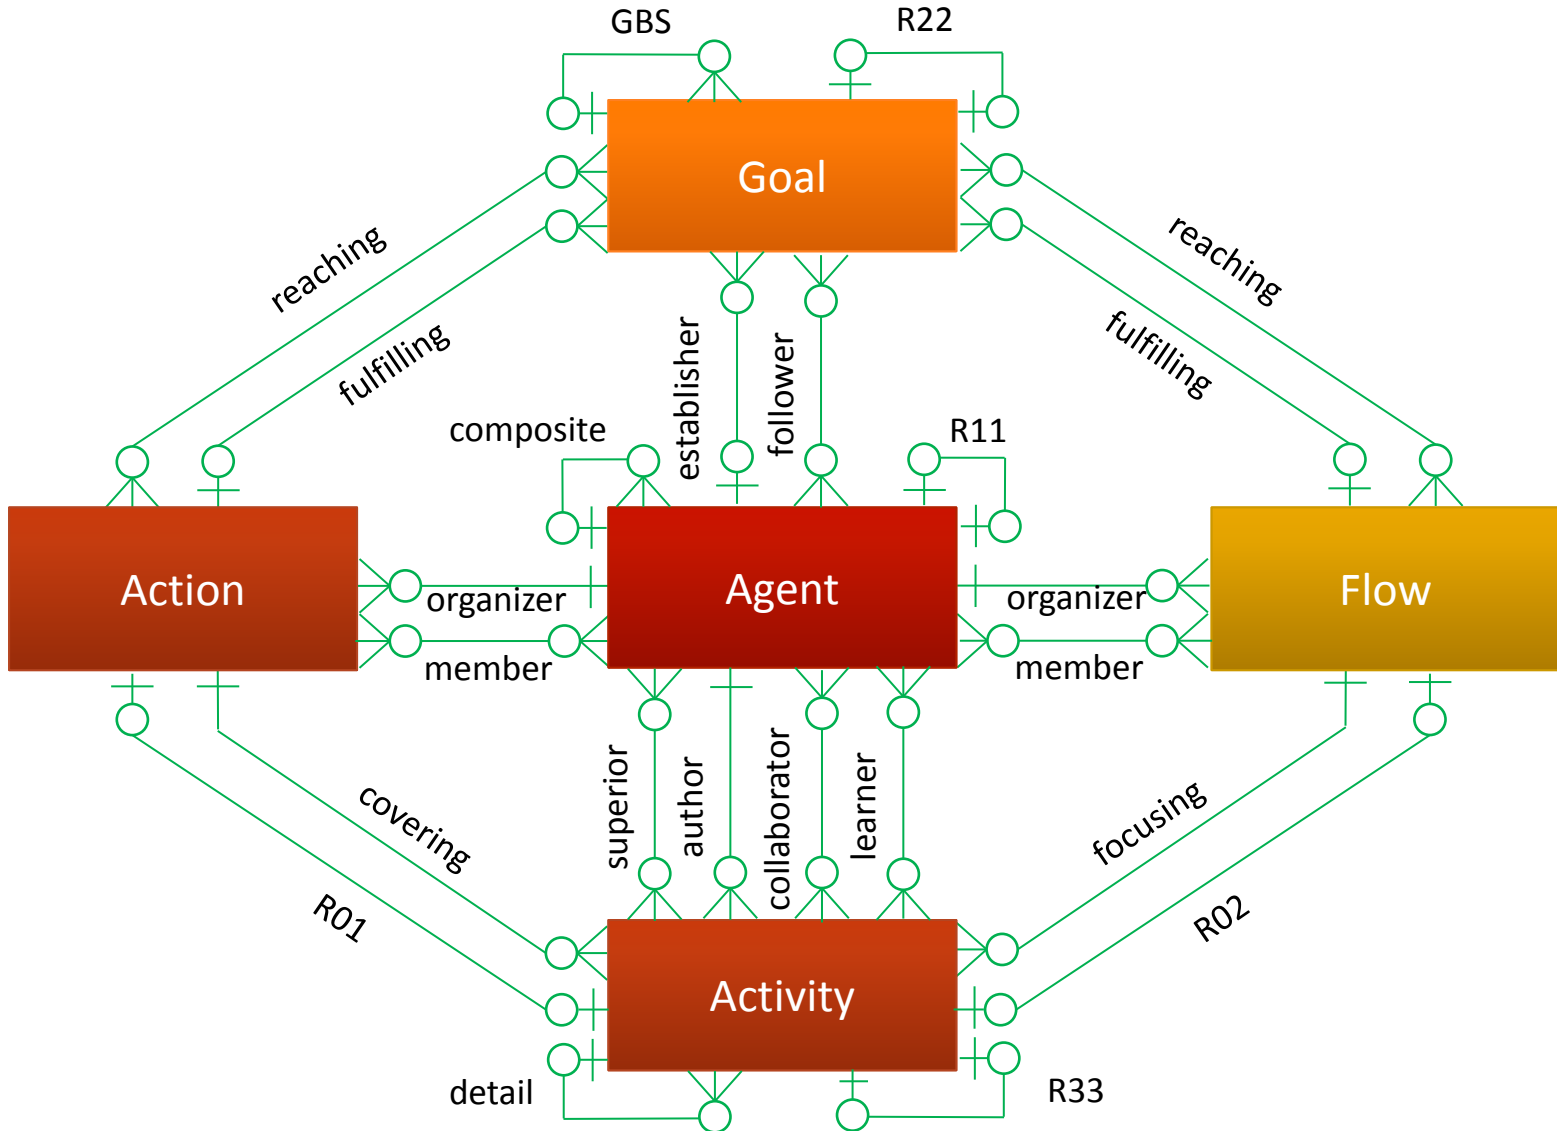 GBS
R22
Goal
reaching
reaching
fulfilling
fulfilling
establisher
follower
composite
R11
Action
Agent
Flow
organizer
organizer
member
member
superior
author
collaborator
learner
covering
focusing
R01
R02
Activity
detail
R33